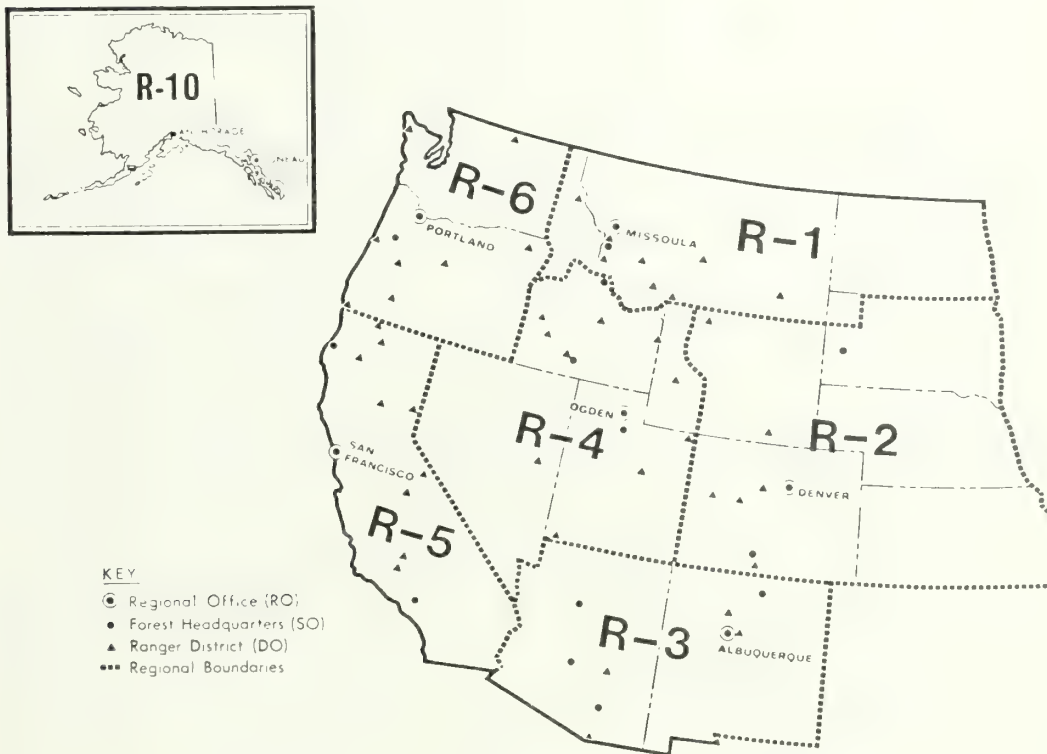 R-10
R-6
PORTLAND
MISSOULA
R-1
OGDEN
R-4
R-2
SAN
FRANCISCO
DENVER
R-5
R-3
ALBUQUERQUE
KEY
Regional Office (RO)
Forest Headquarters (SO)
Ranger District (DO)
Regional Boundaries